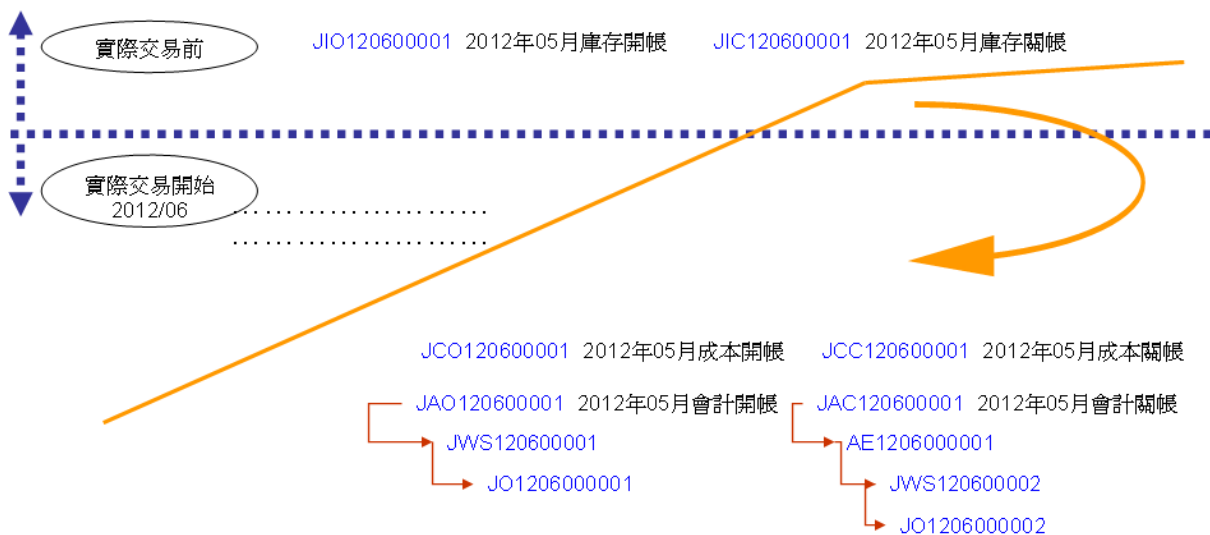 實際交易前
JIO120600001 2012年05月庫存開帳
JIC120600001 2012年05月庫存關帳
實際交易開始
2012/06
……………………
……………………
JCO120600001 2012年05月成本開帳
JCC120600001 2012年05月成本關帳
JAO120600001 2012年05月會計開帳
JAC120600001 2012年05月會計關帳
JWS120600001
AE1206000001
JO1206000001
JWS120600002
JO1206000002